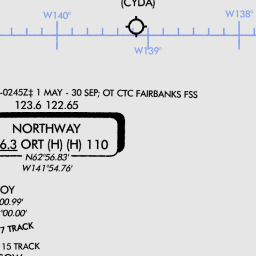 (CYDA)
W140° W138°
W139°
-0245Z‡ 1 MAY - 30 SEP; OT CTC FAIRBANKS FSS
123.6 122.65
NORTHWAY
6.3 ORT (H) (H) 110
N62°56.83'
W141°54.76'
OY
00.99'
°00.00'
7 TRACK
15 TRACK